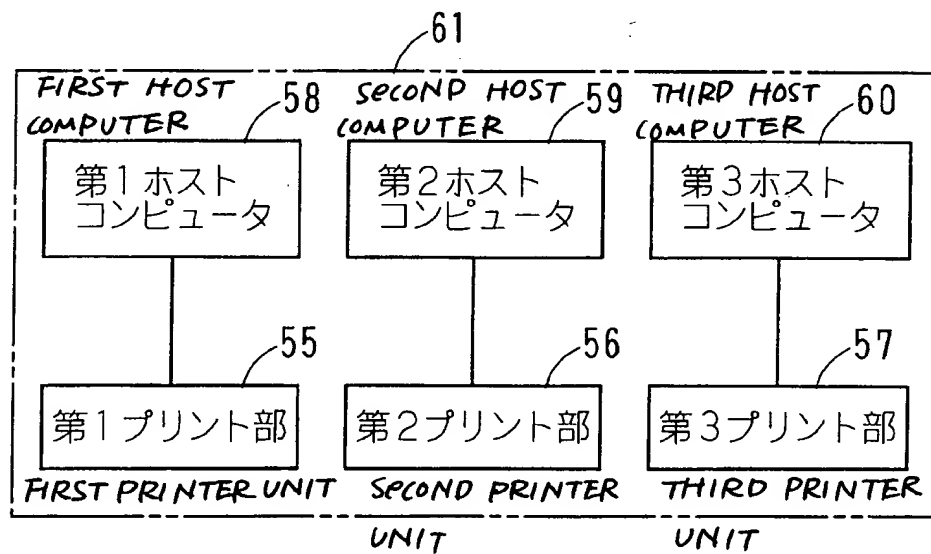 61
FIRST HOST
COMPUTER
58
第1ホスト
コンピュータ
SECOND HOST
COMPUTER
59
第2ホスト
コンピュータ
THIRD HOST
COMPUTER
60
第3ホスト
コンピュータ
55
第1プリント部
FIRST PRINTER UNIT
56
第2プリント部
SECOND PRINTER
UNIT
57
第3プリント部
THIRD PRINTER
UNIT